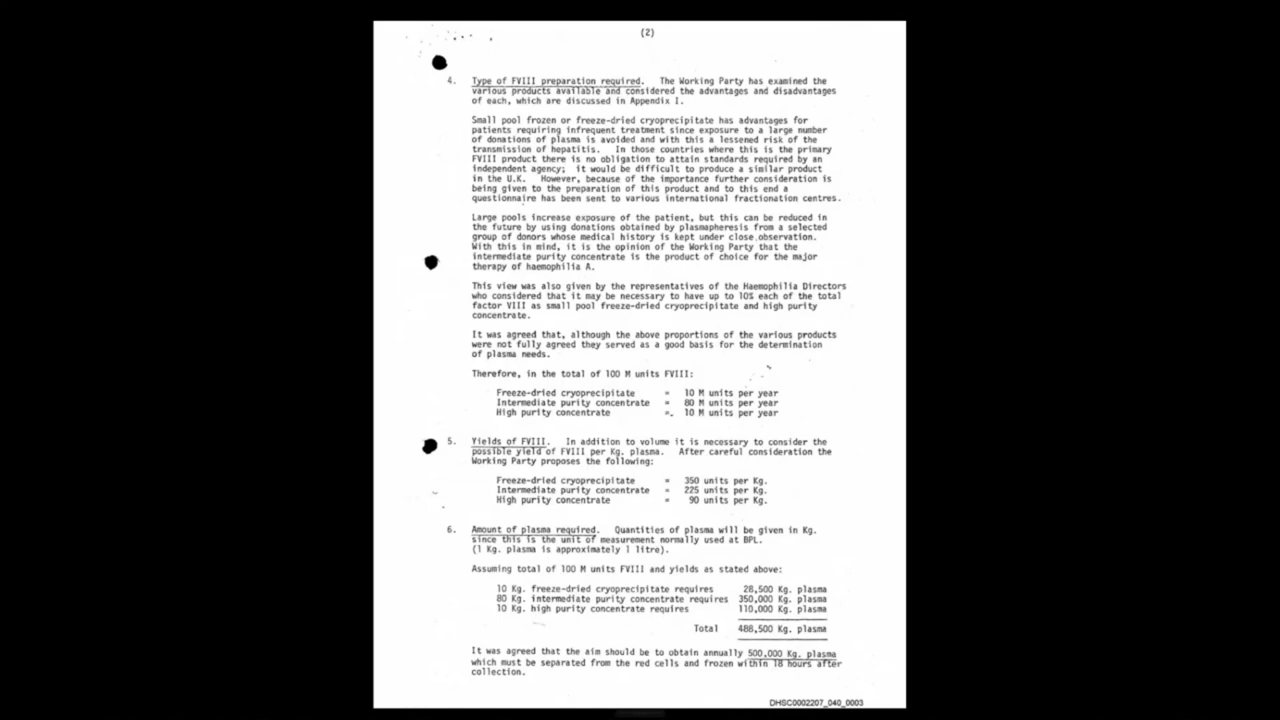 (2)
4. Type of FVIII preparation required. The Working Party has examined the
various products available and considered the advantages and disadvantages
of each, which are discussed in Appendix I.
Small pool frozen or freeze-dried cryoprecipitate has advantages for
patients requiring infrequent treatment since exposure to a large number
of donations of plasma is avoided and with this a lessened risk of the
transmission of hepatitis. In those countries where this is the primary
FVIII product there is no obligation to attain standards required by an
independent agency; it would be difficult to produce a similar product
in the U.K. However, because of the importance further consideration is
being given to the preparation of this product and to this end a
questionnaire has been sent to various international fractionation centres.
Large pools increase exposure of the patient, but this can be reduced in
the future by using donations obtained by plasmapheresis from a selected
group of donors whose medical history is kept under close observation.
With this in mind, it is the opinion of the Working Party that the
intermediate purity concentrate is the product of choice for the major
therapy of haemophilia A.
This view was also given by the representatives of the Haemophilia Directors
who considered that it may be necessary to have up to 10% each of the total
factor VIII as small pool freeze-dried cryoprecipitate and high purity
concentrate.
It was agreed that, although the above proportions of the various products
were not fully agreed they served as a good basis for the determination
of plasma needs.
Therefore, in the total of 100 M units FVIII:
Freeze-dried cryoprecipitate = 10 M units per year
Intermediate purity concentrate = 80 M units per year
High purity concentrate =. 10 M units per year
5. Yields of FVIII. In addition to volume it is necessary to consider the
possible yield of FVIII per Kg. plasma. After careful consideration the
Working Party proposes the following:
Freeze-dried cryoprecipitate = 350 units per Kg.
Intermediate purity concentrate = 225 units per Kg.
High purity concentrate = 90 units per Kg.
6. Amount of plasma required. Quantities of plasma will be given in Kg.
since this is the unit of measurement normally used at BPL.
(1 Kg. plasma is approximately 1 litre).
Assuming total of 100 M units FVIII and yields as stated above:
10 Kg. freeze-dried cryoprecipitate requires 28,500 Kg. plasma
80 Kg. intermediate purity concentrate requires 350,000 Kg. plasma
10 Kg. high purity concentrate requires 110,000 Kg. plasma
Total 488,500 Kg. plasma
It was agreed that the aim should be to obtain annually 500,000 Kg. plasma
which must be separated from the red cells and frozen within 18 hours after
collection.
DHSC0002207_040_0003